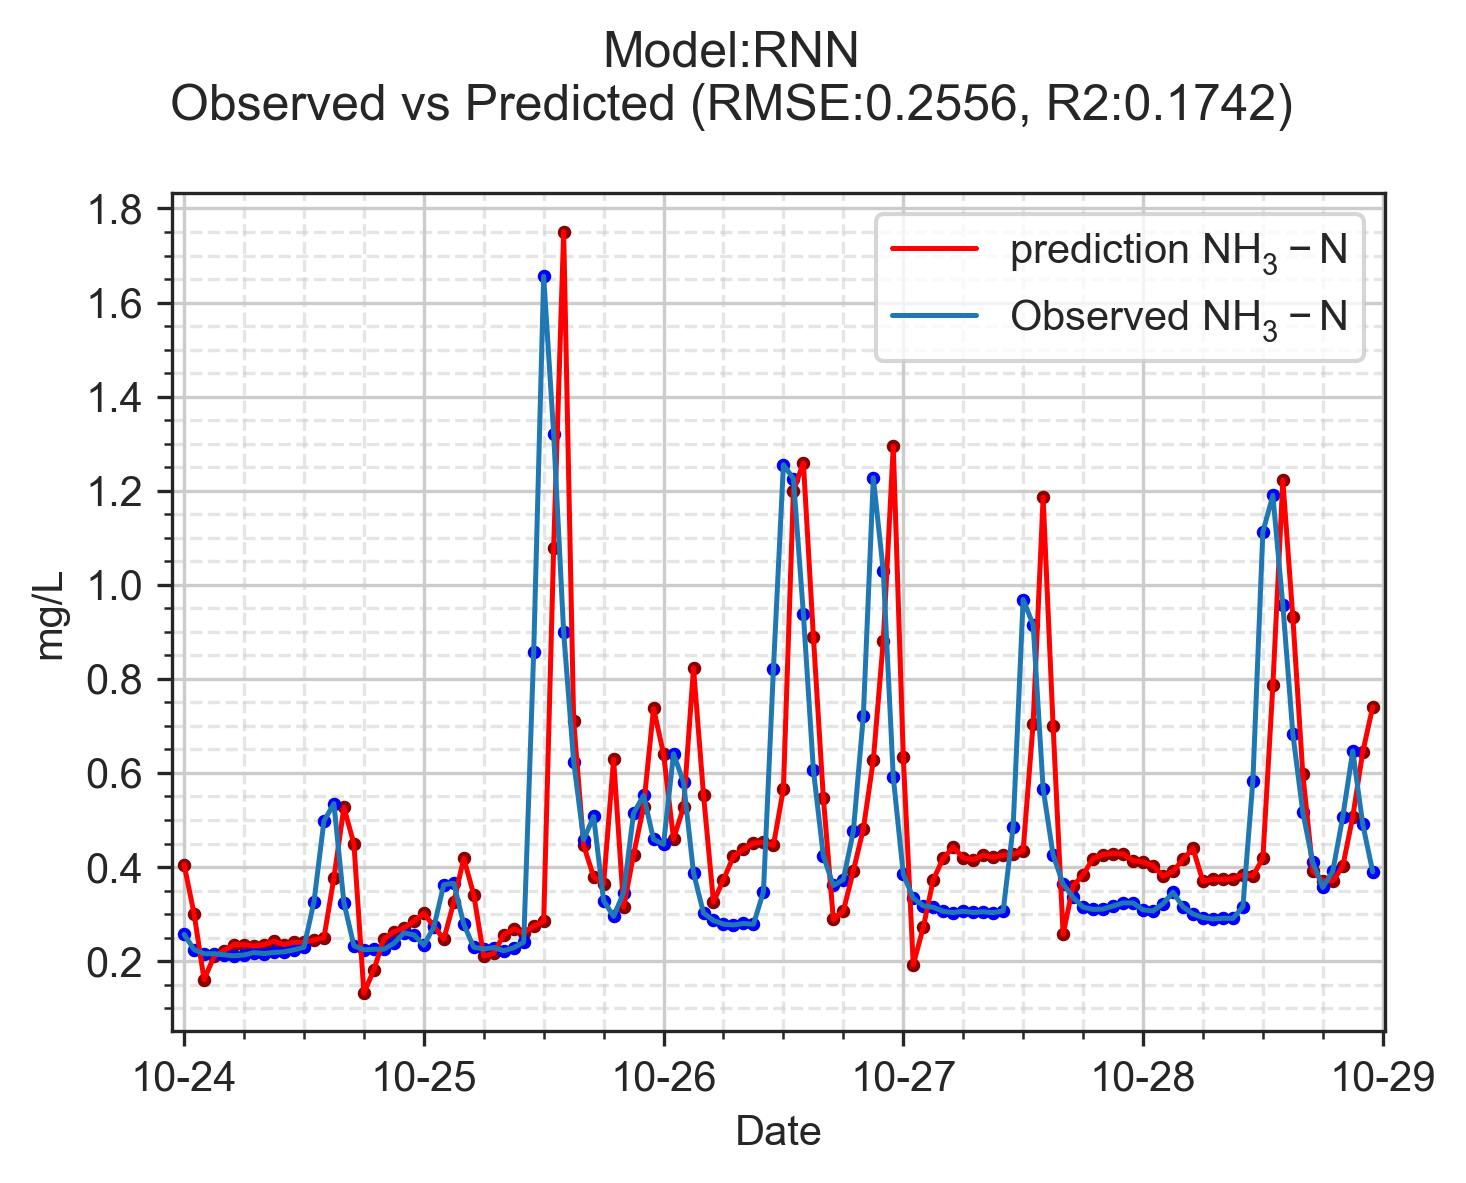 Model:RNN
Observed vs Predicted (RMSE:0.2556, R2:0.1742)
prediction NH₃ − N
Observed NH₃ − N
mg/L
1.8
1.6
1.4
1.2
1.0
0.8
0.6
0.4
0.2
10-24 10-25 10-26 10-27 10-28 10-29
Date